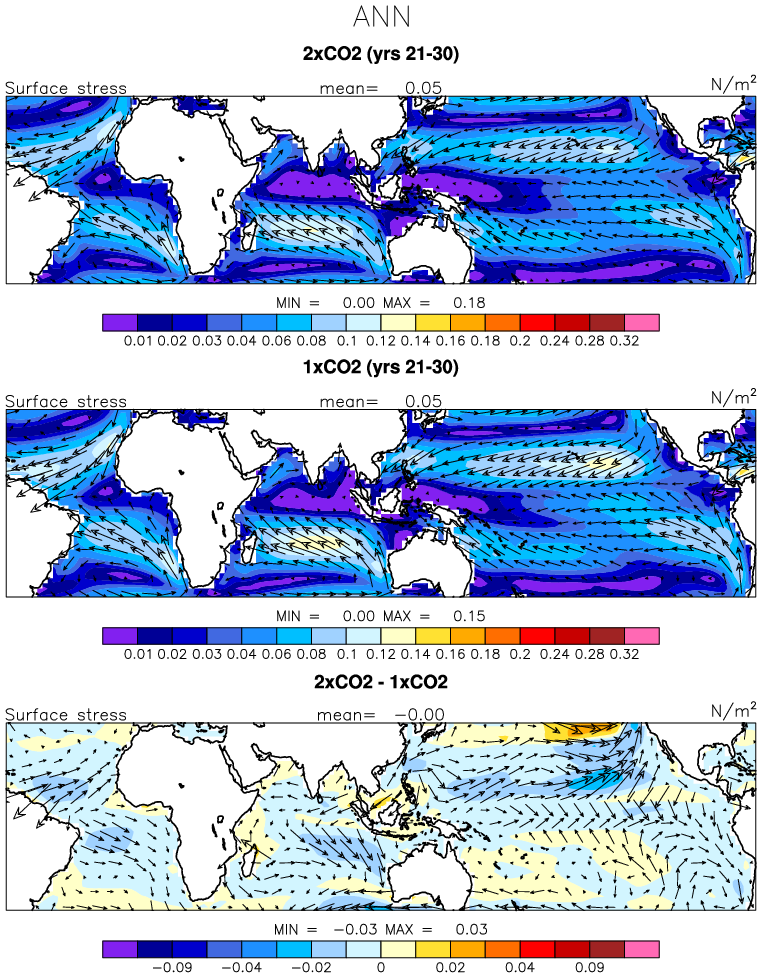 ANN
2xCO2 (yrs 21-30)
Surface stress mean= 0.05 N/m²
MIN = 0.00 MAX = 0.18
0.01 0.02 0.03 0.04 0.06 0.08 0.1 0.12 0.14 0.16 0.18 0.2 0.24 0.28 0.32
1xCO2 (yrs 21-30)
Surface stress mean= 0.05 N/m²
MIN = 0.00 MAX = 0.15
0.01 0.02 0.03 0.04 0.06 0.08 0.1 0.12 0.14 0.16 0.18 0.2 0.24 0.28 0.32
2xCO2 - 1xCO2
Surface stress mean= −0.00 N/m²
MIN = −0.03 MAX = 0.03
−0.09 −0.04 −0.02 0 0.02 0.04 0.09